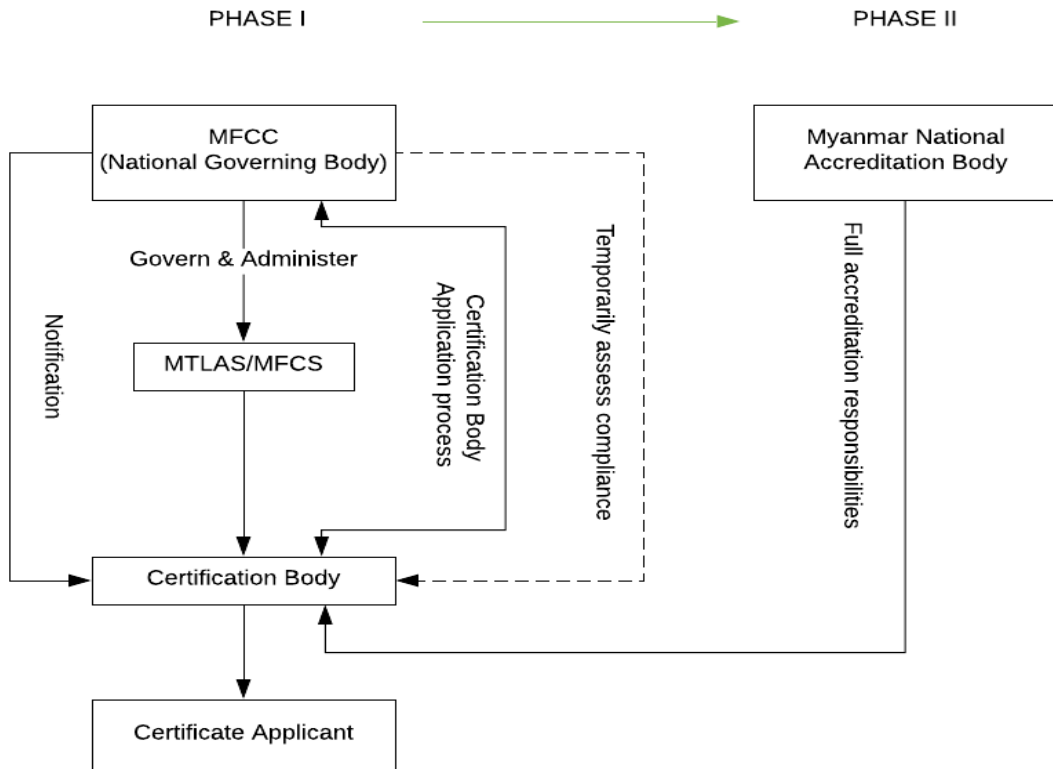 PHASE I
PHASE II
MFCC
(National Governing Body)
Myanmar National
Accreditation Body
Govern & Administer
MTLAS/MFCS
Notification
Certification Body
Application process
Temporarily assess compliance
Full accreditation responsibilities
Certification Body
Certificate Applicant